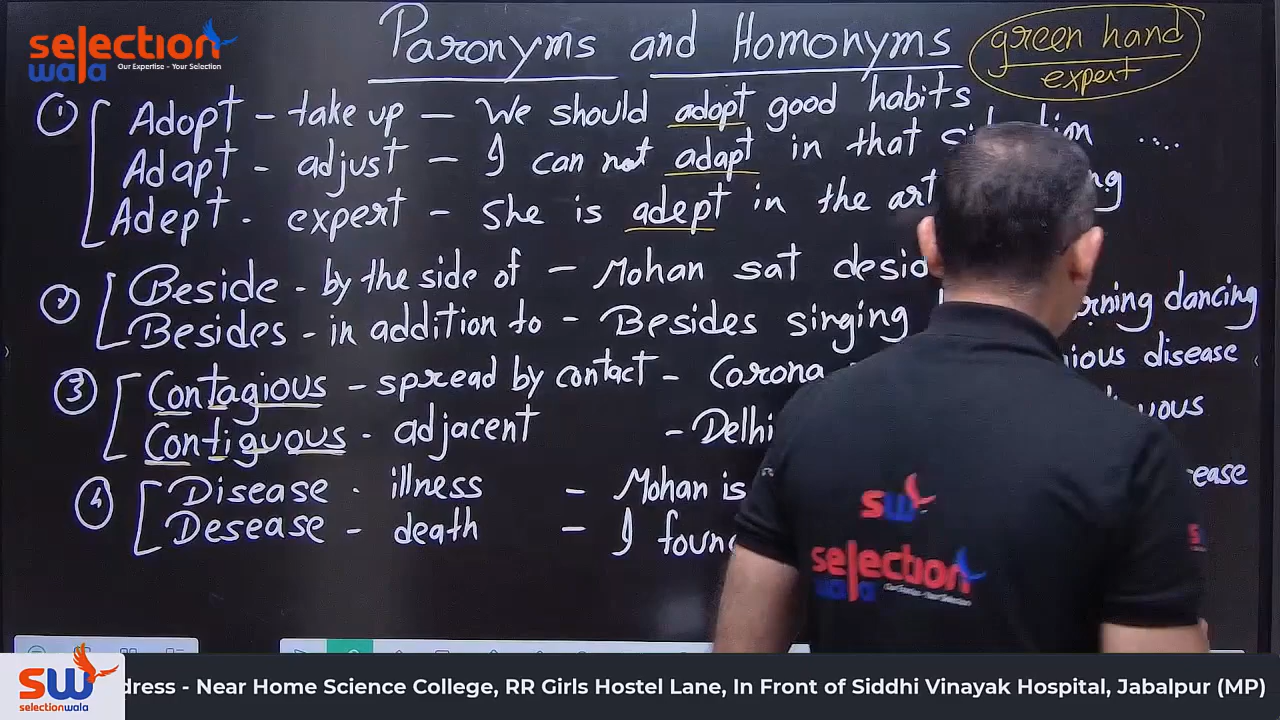 selection
wala
Our Expertise - Your Selection
Paronyms and Homonyms
green hand
expert
① Adopt - take up - We should adopt good habits
Adapt - adjust - I can not adapt in that ....
Adept - expert - She is adept in the art
② Beside - by the side of - Mohan sat
Besides - in addition to - Besides singing dancing
③ Contagious - spread by contact - Corona disease
Contiguous - adjacent - Delhi
④ Disease - illness - Mohan is
Desease - death - I
sw
selection
wala
sw
selectionwala
dress - Near Home Science College, RR Girls Hostel Lane, In Front of Siddhi Vinayak Hospital, Jabalpur (MP)